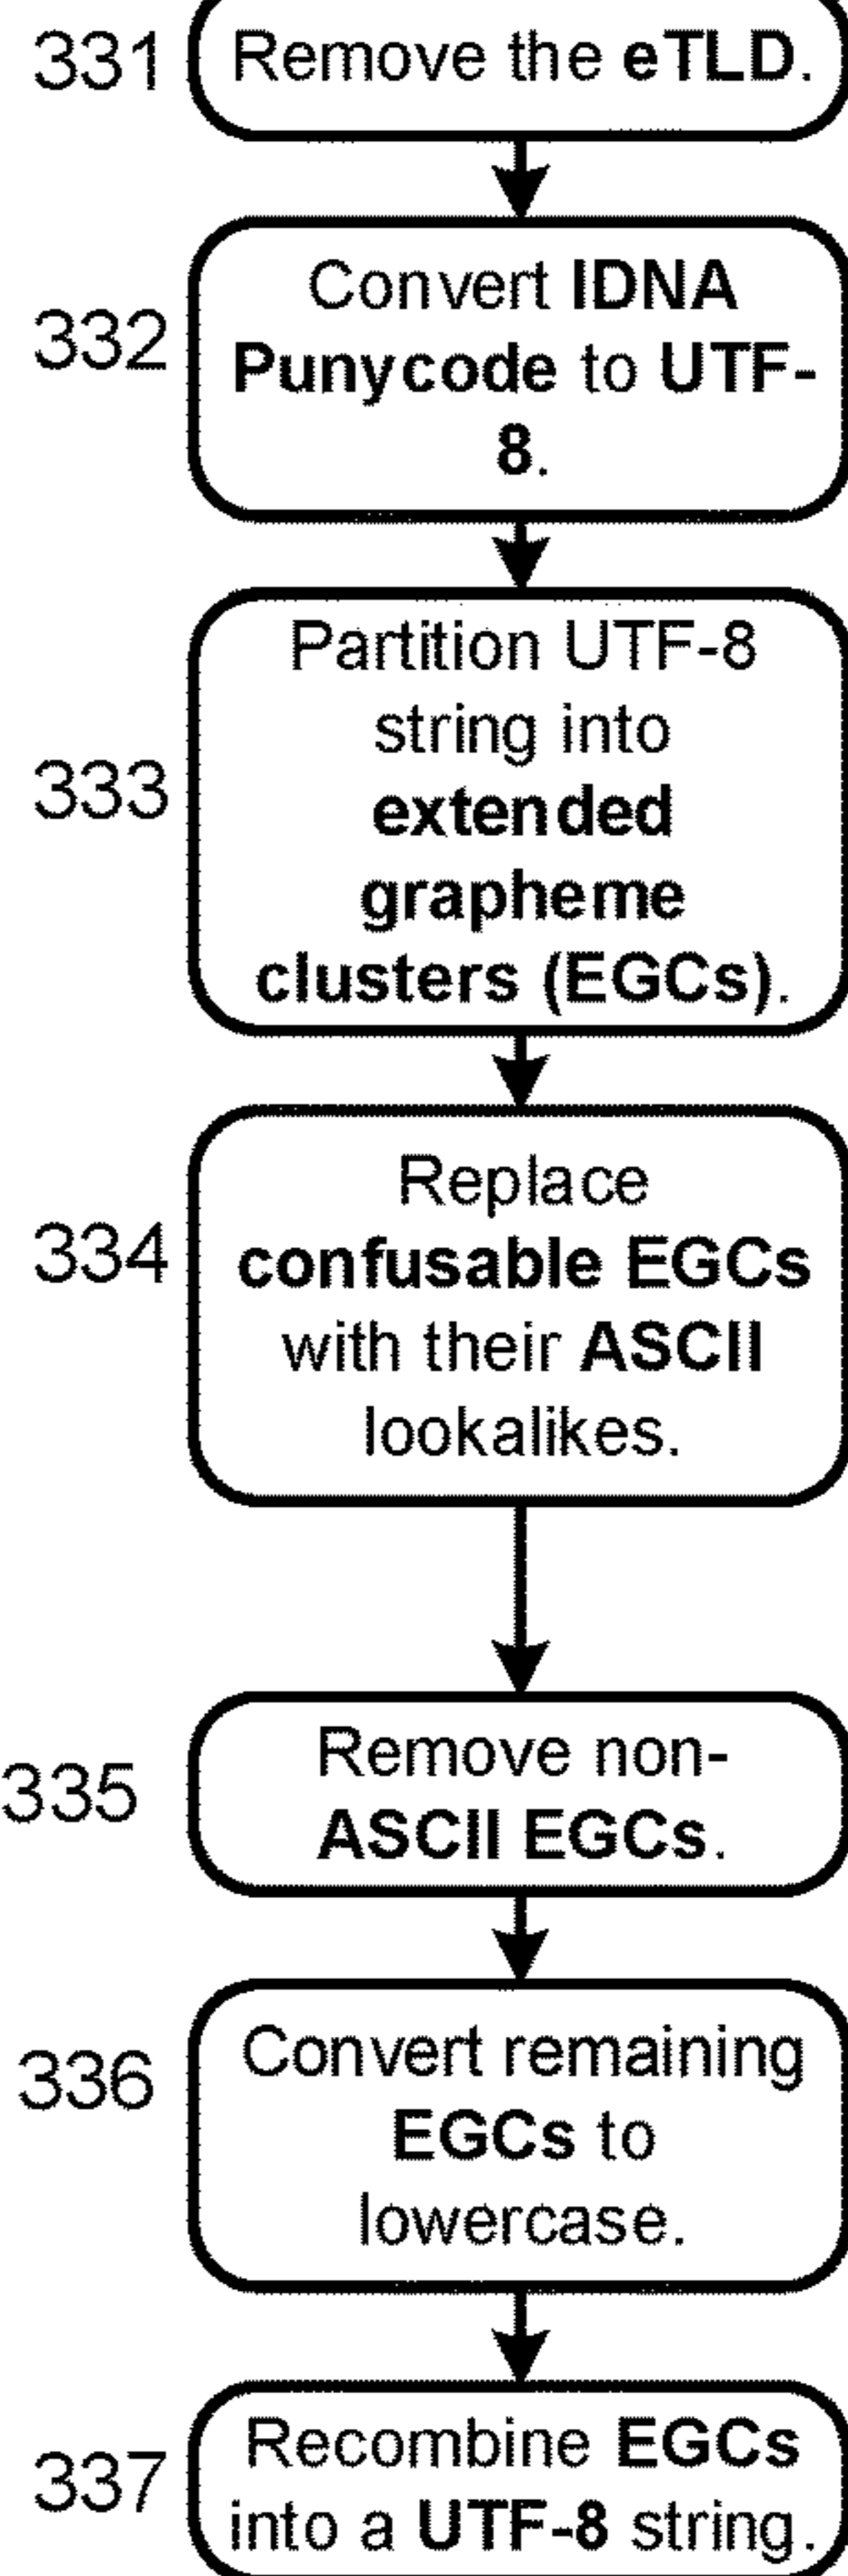 331
Remove the eTLD.
332
Convert IDNA
Punycode to UTF-
8.
333
Partition UTF-8
string into
extended
grapheme
clusters (EGCs).
334
Replace
confusable EGCs
with their ASCII
lookalikes.
335
Remove non-
ASCII EGCs.
336
Convert remaining
EGCs to
lowercase.
337
Recombine EGCs
into a UTF-8 string.